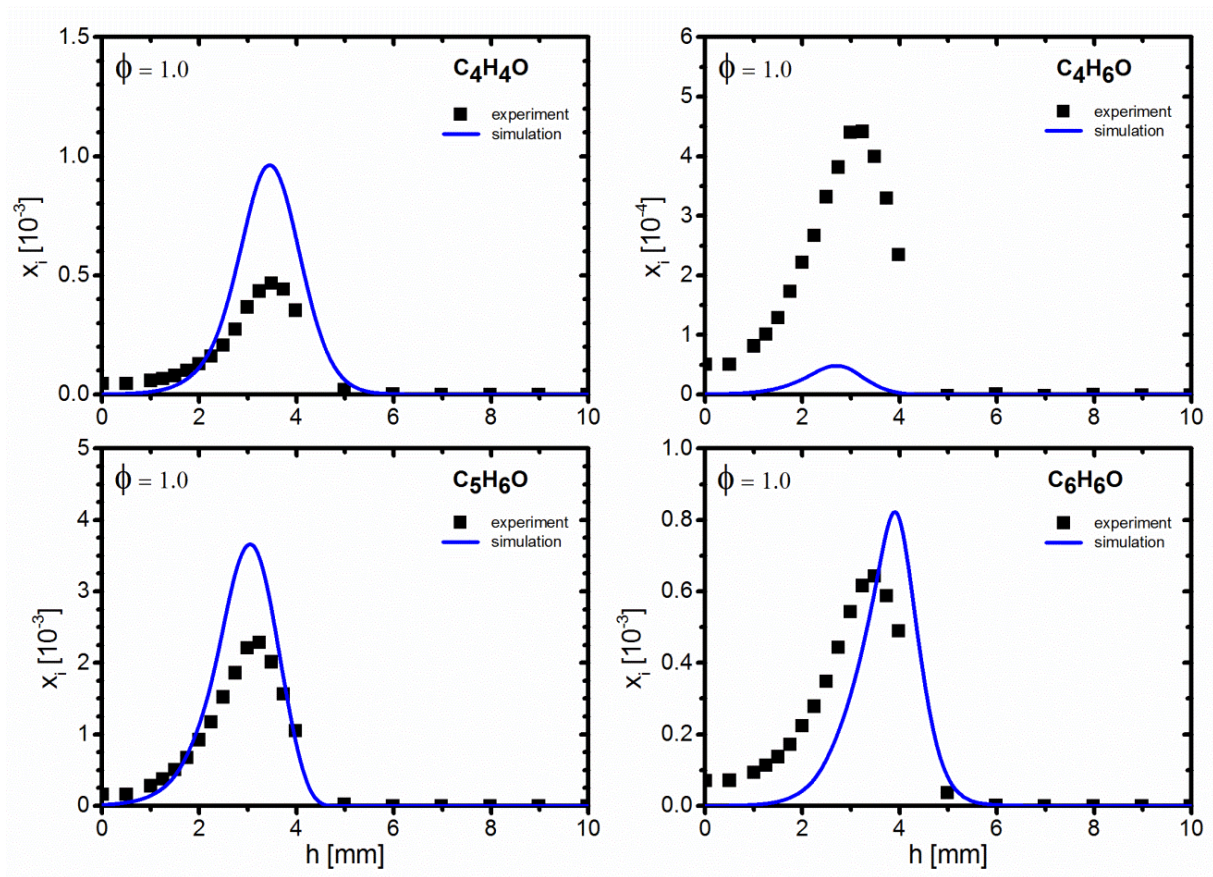 ϕ = 1.0
C4H4O
experiment
simulation
1.5
1.0
0.5
0.0
xi [10-3]
0 2 4 6 8 10
ϕ = 1.0
C4H6O
experiment
simulation
6
5
4
3
2
1
0
xi [10-4]
0 2 4 6 8 10
ϕ = 1.0
C5H6O
experiment
simulation
5
4
3
2
1
0
xi [10-3]
0 2 4 6 8 10
h [mm]
ϕ = 1.0
C6H6O
experiment
simulation
1.0
0.8
0.6
0.4
0.2
0.0
xi [10-3]
0 2 4 6 8 10
h [mm]